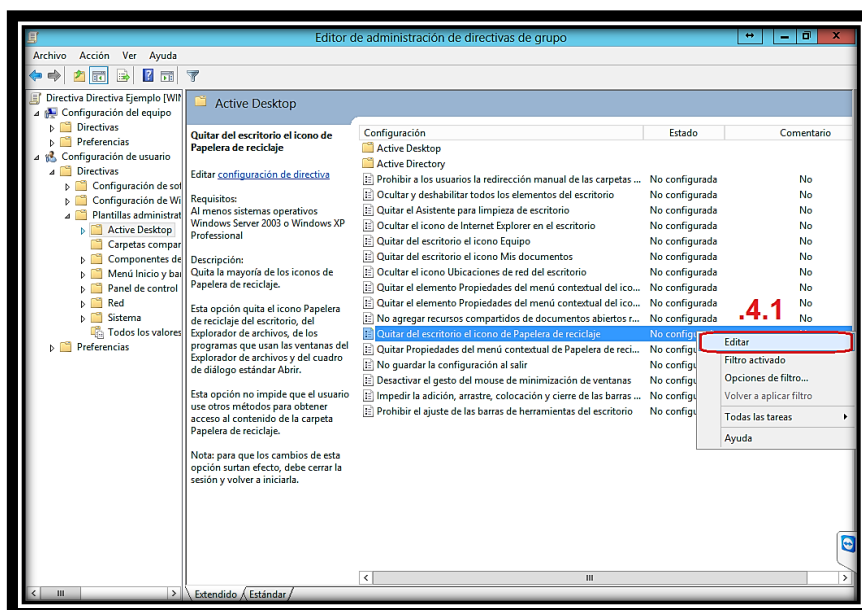 Editor de administración de directivas de grupo
Archivo Acción Ver Ayuda
Directiva Directiva Ejemplo [WIN
Configuración del equipo
Directivas
Preferencias
Configuración de usuario
Directivas
Configuración de sof
Configuración de Wi
Plantillas administrat
Active Desktop
Carpetas compar
Componentes de
Menú Inicio y bar
Panel de control
Red
Sistema
Todos los valores
Preferencias
Active Desktop
Quitar del escritorio el icono de
Papelera de reciclaje
Editar configuración de directiva
Requisitos:
Al menos sistemas operativos
Windows Server 2003 o Windows XP
Professional
Descripción:
Quita la mayoría de los iconos de
Papelera de reciclaje.
Esta opción quita el icono Papelera
de reciclaje del escritorio, del
Explorador de archivos, de los
programas que usan las ventanas del
Explorador de archivos y del cuadro
de diálogo estándar Abrir.
Esta opción no impide que el usuario
use otros métodos para obtener
acceso al contenido de la carpeta
Papelera de reciclaje.
Nota: para que los cambios de esta
opción surtan efecto, debe cerrar la
sesión y volver a iniciarla.
Configuración Estado Comentario
Active Desktop
Active Directory
Prohibir a los usuarios la redirección manual de las carpetas ... No configurada No
Ocultar y deshabilitar todos los elementos del escritorio No configurada No
Quitar el Asistente para limpieza de escritorio No configurada No
Ocultar el icono de Internet Explorer en el escritorio No configurada No
Quitar del escritorio el icono Equipo No configurada No
Quitar del escritorio el icono Mis documentos No configurada No
Ocultar el icono Ubicaciones de red del escritorio No configurada No
Quitar el elemento Propiedades del menú contextual del ico... No configurada No
Quitar el elemento Propiedades del menú contextual del ico... No configurada No
No agregar recursos compartidos de documentos abiertos r... No configurada No
.4.1
Quitar del escritorio el icono de Papelera de reciclaje No configurada
Quitar Propiedades del menú contextual de Papelera de reci... No configu
No guardar la configuración al salir No configu
Desactivar el gesto del mouse de minimización de ventanas No configu
Impedir la adición, arrastre, colocación y cierre de las barras ... No configu
Prohibir el ajuste de las barras de herramientas del escritorio No configu
Editar
Filtro activado
Opciones de filtro...
Volver a aplicar filtro
Todas las tareas
Ayuda
Extendido Estándar